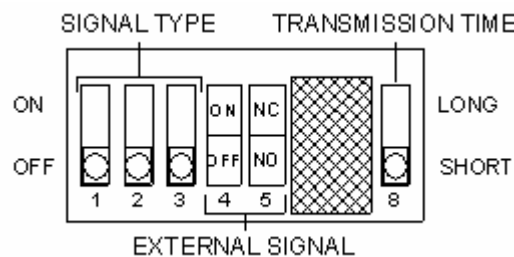 SIGNAL TYPE TRANSMISSION TIME
ON ON NC LONG
OFF OFF NO SHORT
1 2 3 4 5 8
EXTERNAL SIGNAL